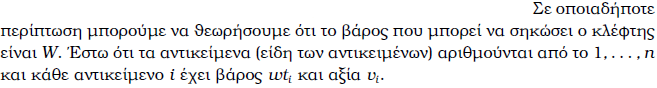 Σε οποιαδήποτε
περίπτωση μπορούμε να θεωρήσουμε ότι το βάρος που μπορεί να σηκώσει ο κλέφτης
είναι W. Έστω ότι τα αντικείμενα (είδη των αντικειμένων) αριθμούνται από το 1, . . . , n
και κάθε αντικείμενο i έχει βάρος wtᵢ και αξία vᵢ.